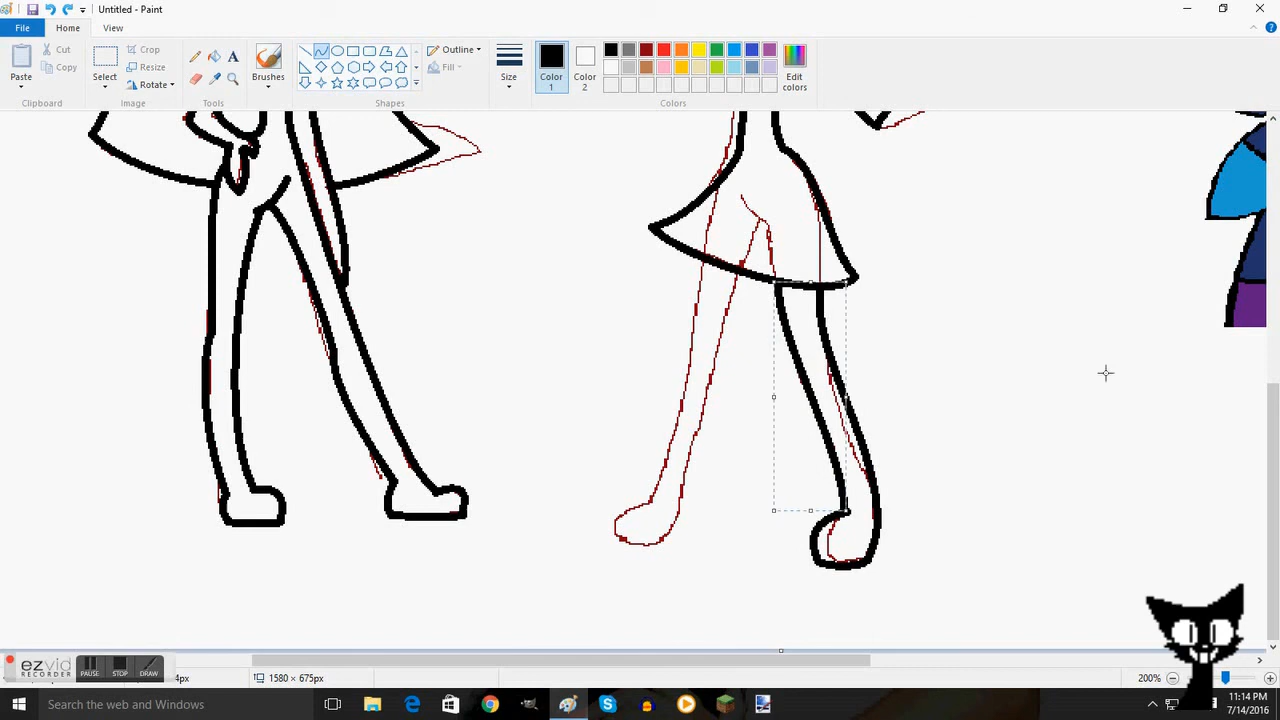 Untitled - Paint
File Home View
Cut Crop Outline
Paste Copy Select Resize Brushes Fill Size Color Color Edit
Rotate 1 2 colors
Clipboard Image Tools Shapes Colors
ezvid
RECORDER PAUSE STOP DRAW
4px 1580 × 675px 200%
Search the web and Windows 11:14 PM
7/14/2016